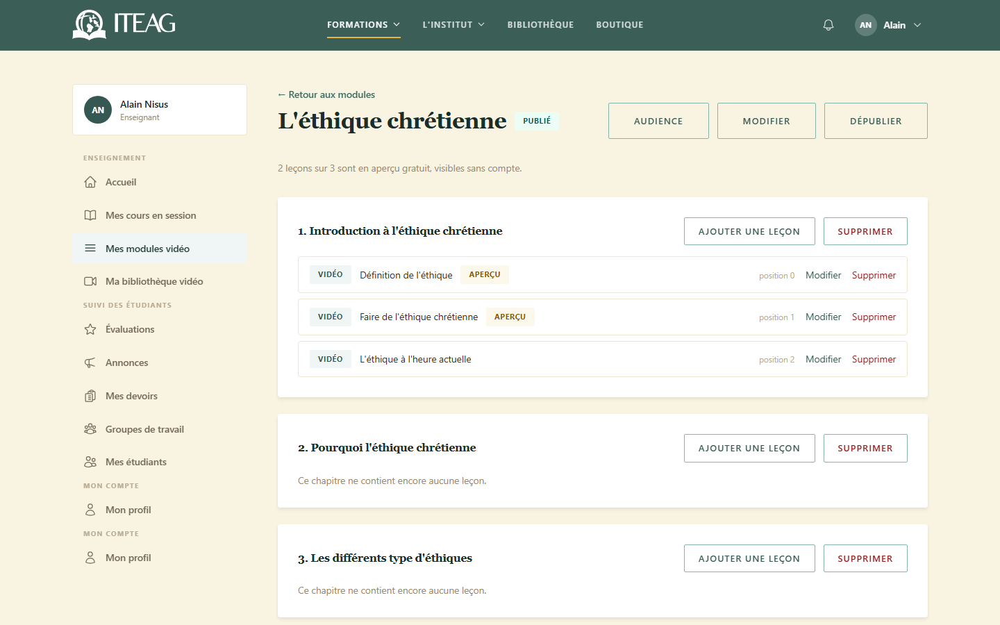 ITEAG
FORMATIONS
L'INSTITUT
BIBLIOTHÈQUE
BOUTIQUE
AN
Alain
AN
Alain Nisus
Enseignant
ENSEIGNEMENT
Accueil
Mes cours en session
Mes modules vidéo
Ma bibliothèque vidéo
SUIVI DES ÉTUDIANTS
Évaluations
Annonces
Mes devoirs
Groupes de travail
Mes étudiants
MON COMPTE
Mon profil
MON COMPTE
Mon profil
← Retour aux modules
L'éthique chrétienne PUBLIÉ
AUDIENCE
MODIFIER
DÉPUBLIER
2 leçons sur 3 sont en aperçu gratuit, visibles sans compte.
1. Introduction à l'éthique chrétienne
AJOUTER UNE LEÇON
SUPPRIMER
VIDÉO Définition de l'éthique APERÇU position 0 Modifier Supprimer
VIDÉO Faire de l'éthique chrétienne APERÇU position 1 Modifier Supprimer
VIDÉO L'éthique à l'heure actuelle position 2 Modifier Supprimer
2. Pourquoi l'éthique chrétienne
AJOUTER UNE LEÇON
SUPPRIMER
Ce chapitre ne contient encore aucune leçon.
3. Les différents type d'éthiques
AJOUTER UNE LEÇON
SUPPRIMER
Ce chapitre ne contient encore aucune leçon.